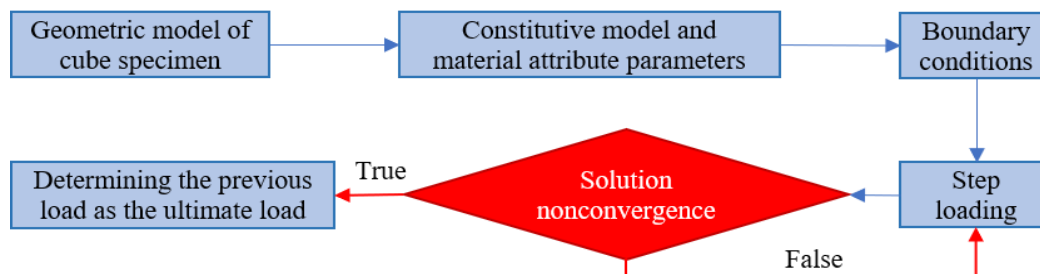 Geometric model of
cube specimen
Constitutive model and
material attribute parameters
Boundary
conditions
Determining the previous
load as the ultimate load
True
Solution
nonconvergence
Step
loading
False